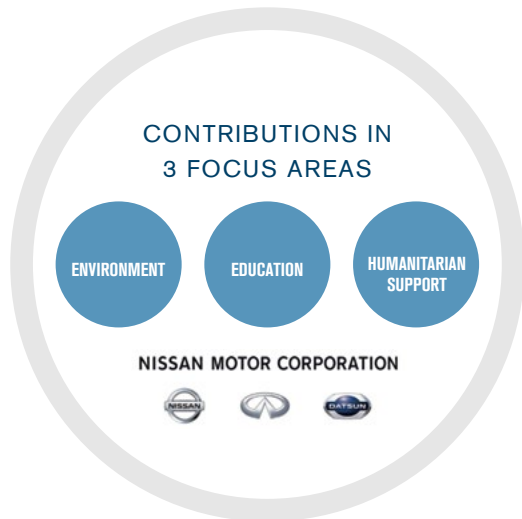 CONTRIBUTIONS IN
3 FOCUS AREAS
ENVIRONMENT
EDUCATION
HUMANITARIAN
SUPPORT
NISSAN MOTOR CORPORATION
NISSAN
DATSUN